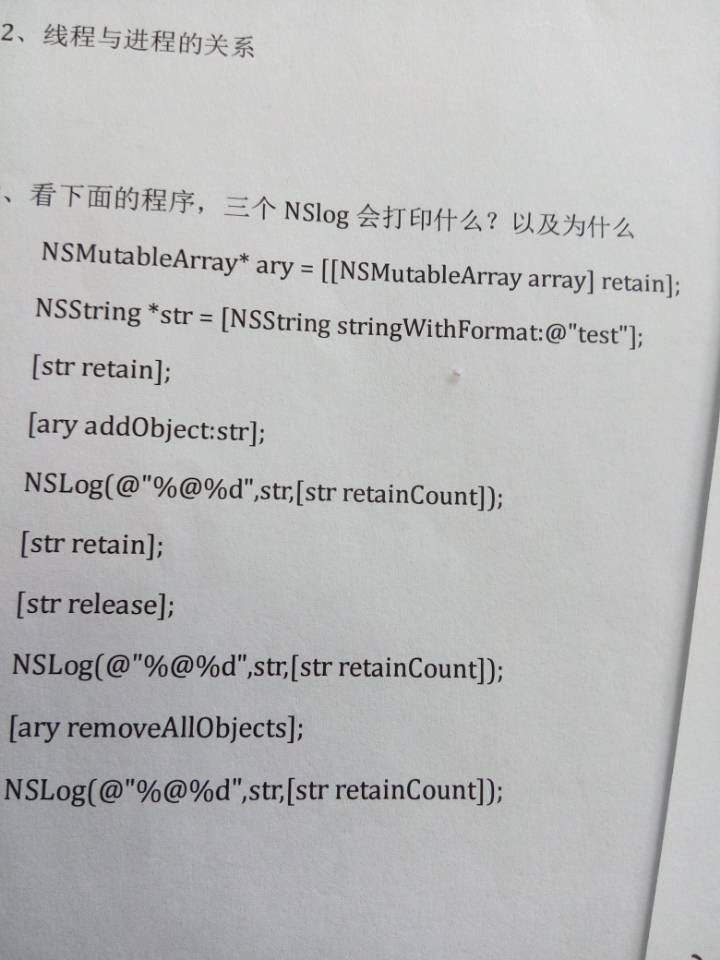 2、线程与进程的关系
、看下面的程序，三个 NSlog 会打印什么？以及为什么
NSMutableArray* ary = [[NSMutableArray array] retain];
NSString *str = [NSString stringWithFormat:@"test"];
[str retain];
[ary addObject:str];
NSLog(@"%@%d",str,[str retainCount]);
[str retain];
[str release];
NSLog(@"%@%d",str,[str retainCount]);
[ary removeAllObjects];
NSLog(@"%@%d",str,[str retainCount]);